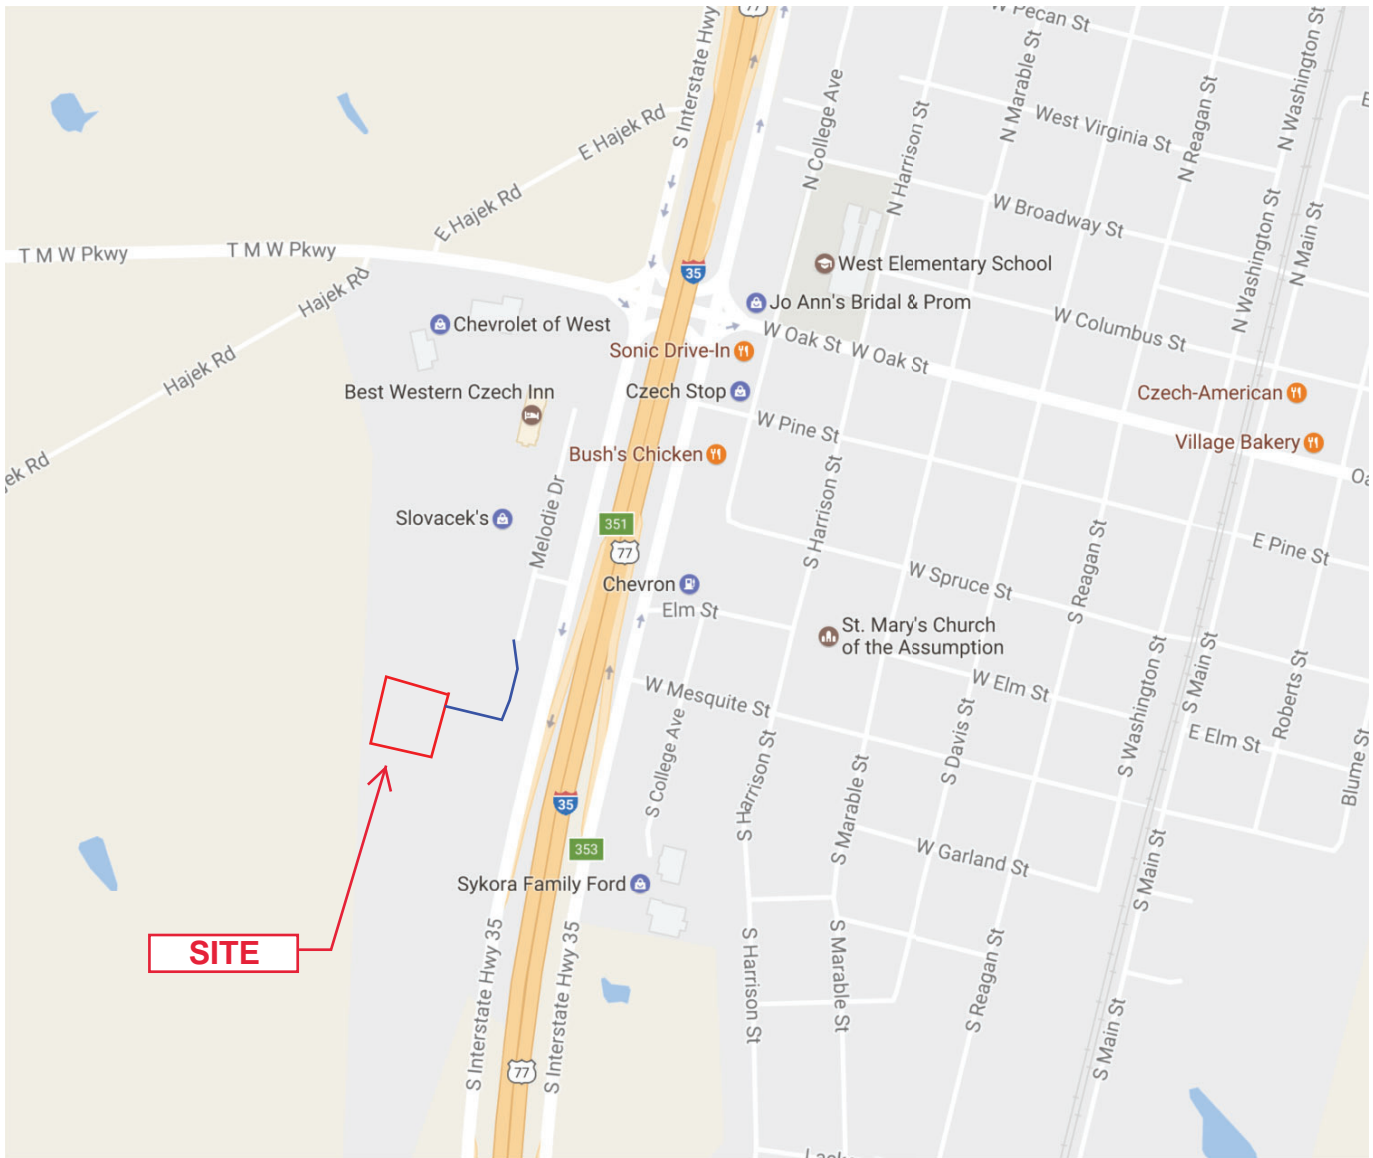 77
W Pecan St
S Interstate Hwy
N Marable St
N Washington St
N College Ave
N Harrison St
West Virginia St
N Reagan St
E Hajek Rd
E Hajek Rd
T M W Pkwy
T M W Pkwy
W Broadway St
N Washington St
N Main St
35
West Elementary School
Hajek Rd
Jo Ann's Bridal & Prom
Chevrolet of West
W Columbus St
W Oak St
W Oak St
Sonic Drive-In
Hajek Rd
Best Western Czech Inn
Czech Stop
Czech-American
W Pine St
Village Bakery
Bush's Chicken
ek Rd
Melodie Dr
S Harrison St
Slovacek's
351
77
E Pine St
S Reagan St
Chevron
W Spruce St
Elm St
St. Mary's Church
of the Assumption
W Elm St
W Mesquite St
S Main St
Roberts St
S Washington St
S Davis St
E Elm St
S College Ave
S Harrison St
S Marable St
Blume St
35
353
W Garland St
Sykora Family Ford
S Main St
SITE
S Interstate Hwy 35
S Interstate Hwy 35
S Harrison St
S Marable St
S Reagan St
S Main St
77